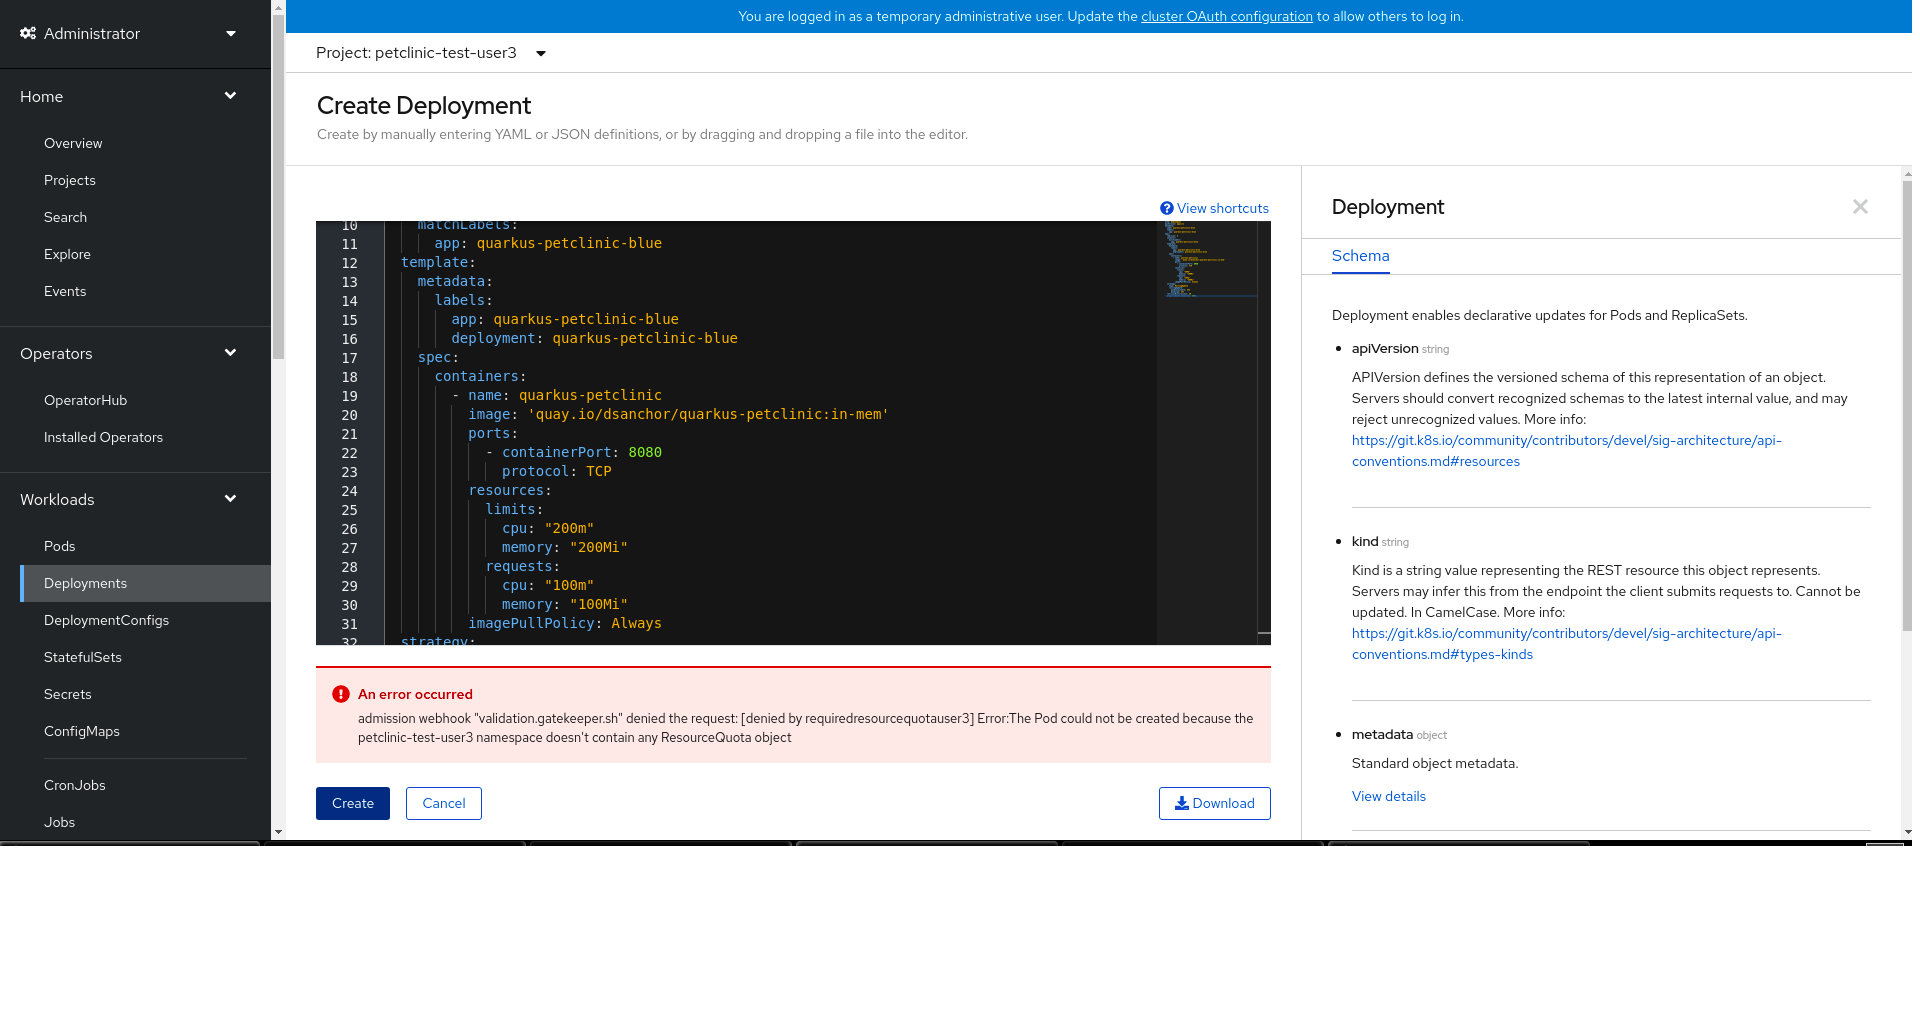 Administrator
Home
Overview
Projects
Search
Explore
Events
Operators
OperatorHub
Installed Operators
Workloads
Pods
Deployments
DeploymentConfigs
StatefulSets
Secrets
ConfigMaps
CronJobs
Jobs
You are logged in as a temporary administrative user. Update the cluster OAuth configuration to allow others to log in.
Project: petclinic-test-user3
Create Deployment
Create by manually entering YAML or JSON definitions, or by dragging and dropping a file into the editor.
View shortcuts
10 matchLabels:
11 app: quarkus-petclinic-blue
12 template:
13 metadata:
14 labels:
15 app: quarkus-petclinic-blue
16 deployment: quarkus-petclinic-blue
17 spec:
18 containers:
19 - name: quarkus-petclinic
20 image: 'quay.io/dsanchor/quarkus-petclinic:in-mem'
21 ports:
22 - containerPort: 8080
23 protocol: TCP
24 resources:
25 limits:
26 cpu: "200m"
27 memory: "200Mi"
28 requests:
29 cpu: "100m"
30 memory: "100Mi"
31 imagePullPolicy: Always
32 strategy:
An error occurred
admission webhook "validation.gatekeeper.sh" denied the request: [denied by requiredresourcequotauser3] Error:The Pod could not be created because the
petclinic-test-user3 namespace doesn't contain any ResourceQuota object
Create
Cancel
Download
Deployment
Schema
Deployment enables declarative updates for Pods and ReplicaSets.
• apiVersion string
APIVersion defines the versioned schema of this representation of an object.
Servers should convert recognized schemas to the latest internal value, and may
reject unrecognized values. More info:
https://git.k8s.io/community/contributors/devel/sig-architecture/api-
conventions.md#resources
• kind string
Kind is a string value representing the REST resource this object represents.
Servers may infer this from the endpoint the client submits requests to. Cannot be
updated. In CamelCase. More info:
https://git.k8s.io/community/contributors/devel/sig-architecture/api-
conventions.md#types-kinds
• metadata object
Standard object metadata.
View details